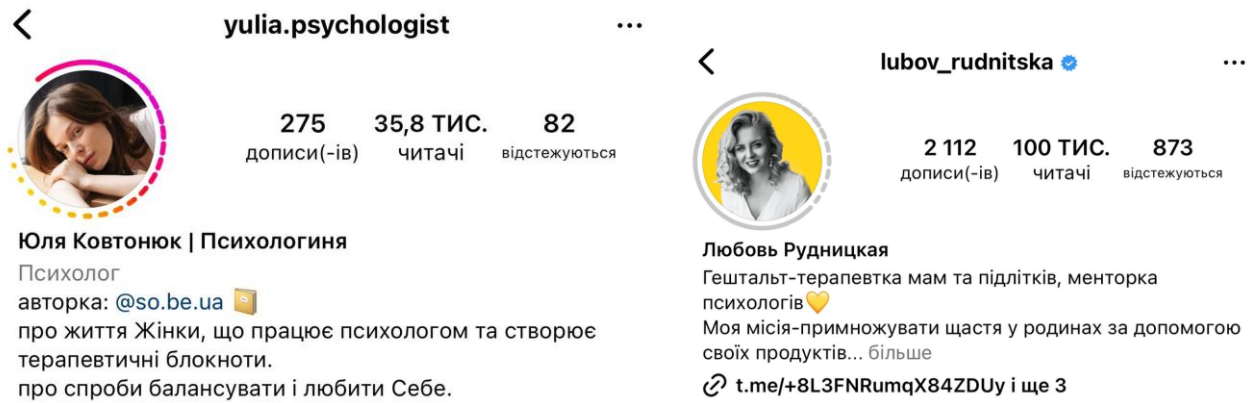 yulia.psychologist
275
35,8 ТИС.
82
дописи(-ів)
читачі
відстежуються
Юля Ковтонюк | Психологиня
Психолог
авторка: @so.be.ua
про життя Жінки, що працює психологом та створює
терапевтичні блокноти.
про спроби балансувати і любити Себе.
lubov_rudnitska
2 112
100 ТИС.
873
дописи(-ів)
читачі
відстежуються
Любовь Рудницкая
Гештальт-терапевтка мам та підлітків, менторка
психологів
Моя місія-примножувати щастя у родинах за допомогою
своїх продуктів... більше
t.me/+8L3FNRumqX84ZDUy і ще 3